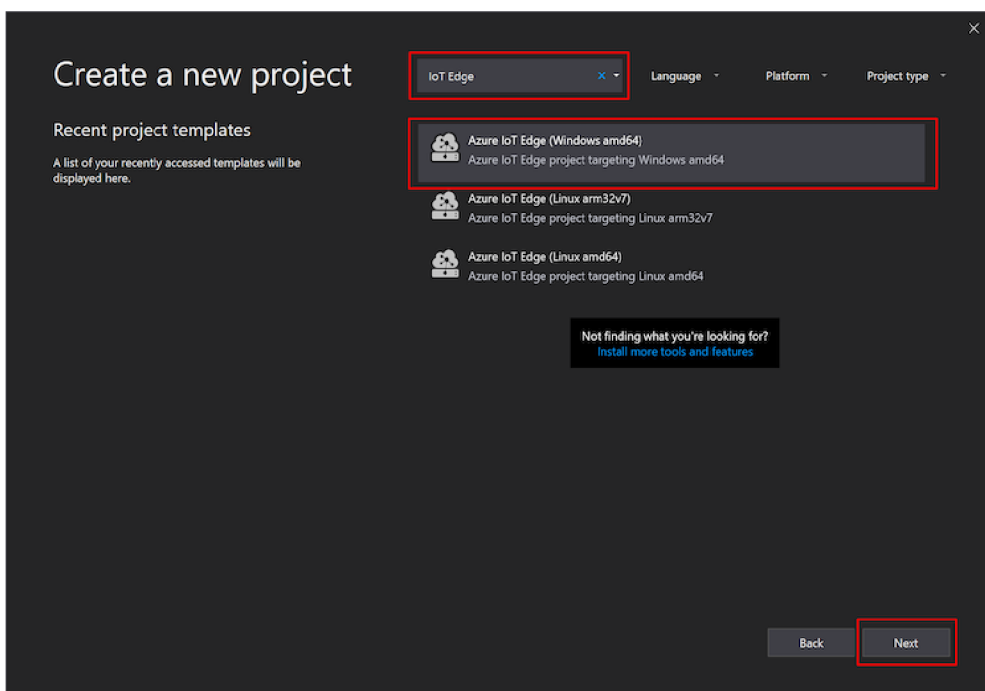 Create a new project
IoT Edge
Language
Platform
Project type
Recent project templates
A list of your recently accessed templates will be
displayed here.
Azure IoT Edge (Windows amd64)
Azure IoT Edge project targeting Windows amd64
Azure IoT Edge (Linux arm32v7)
Azure IoT Edge project targeting Linux arm32v7
Azure IoT Edge (Linux amd64)
Azure IoT Edge project targeting Linux amd64
Not finding what you're looking for?
Install more tools and features
Back
Next